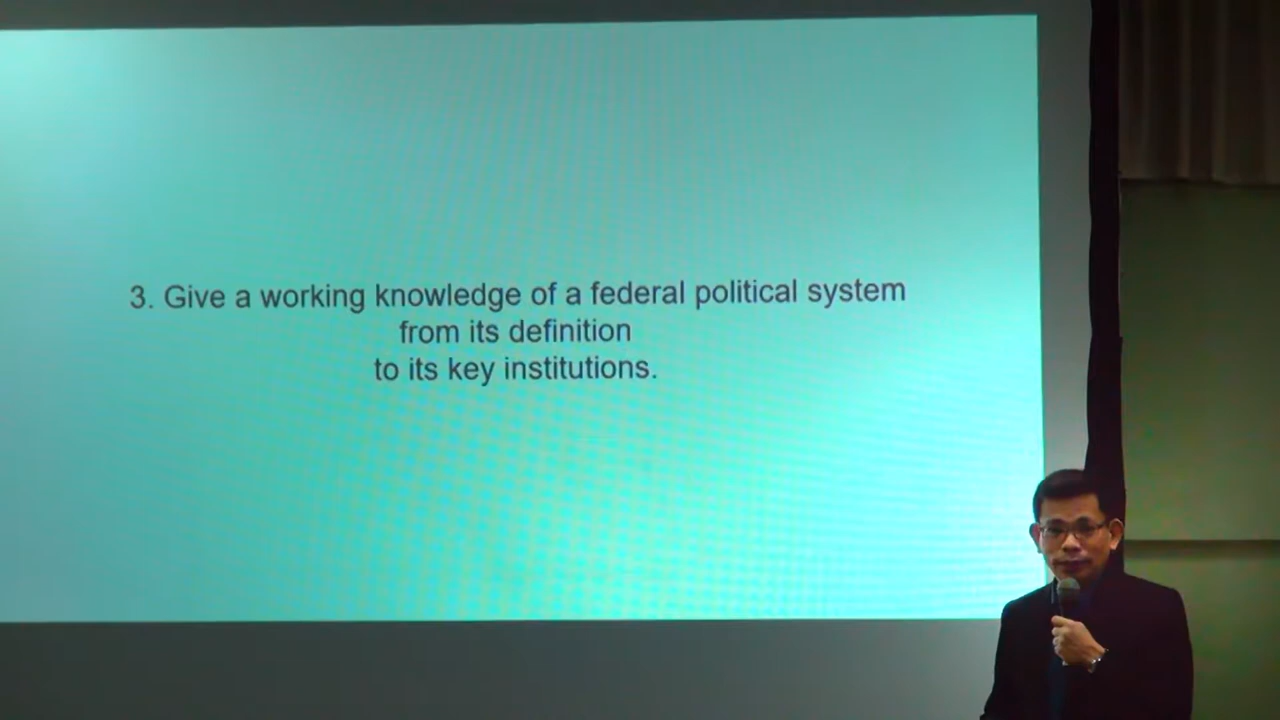 3. Give a working knowledge of a federal political system
from its definition
to its key institutions.